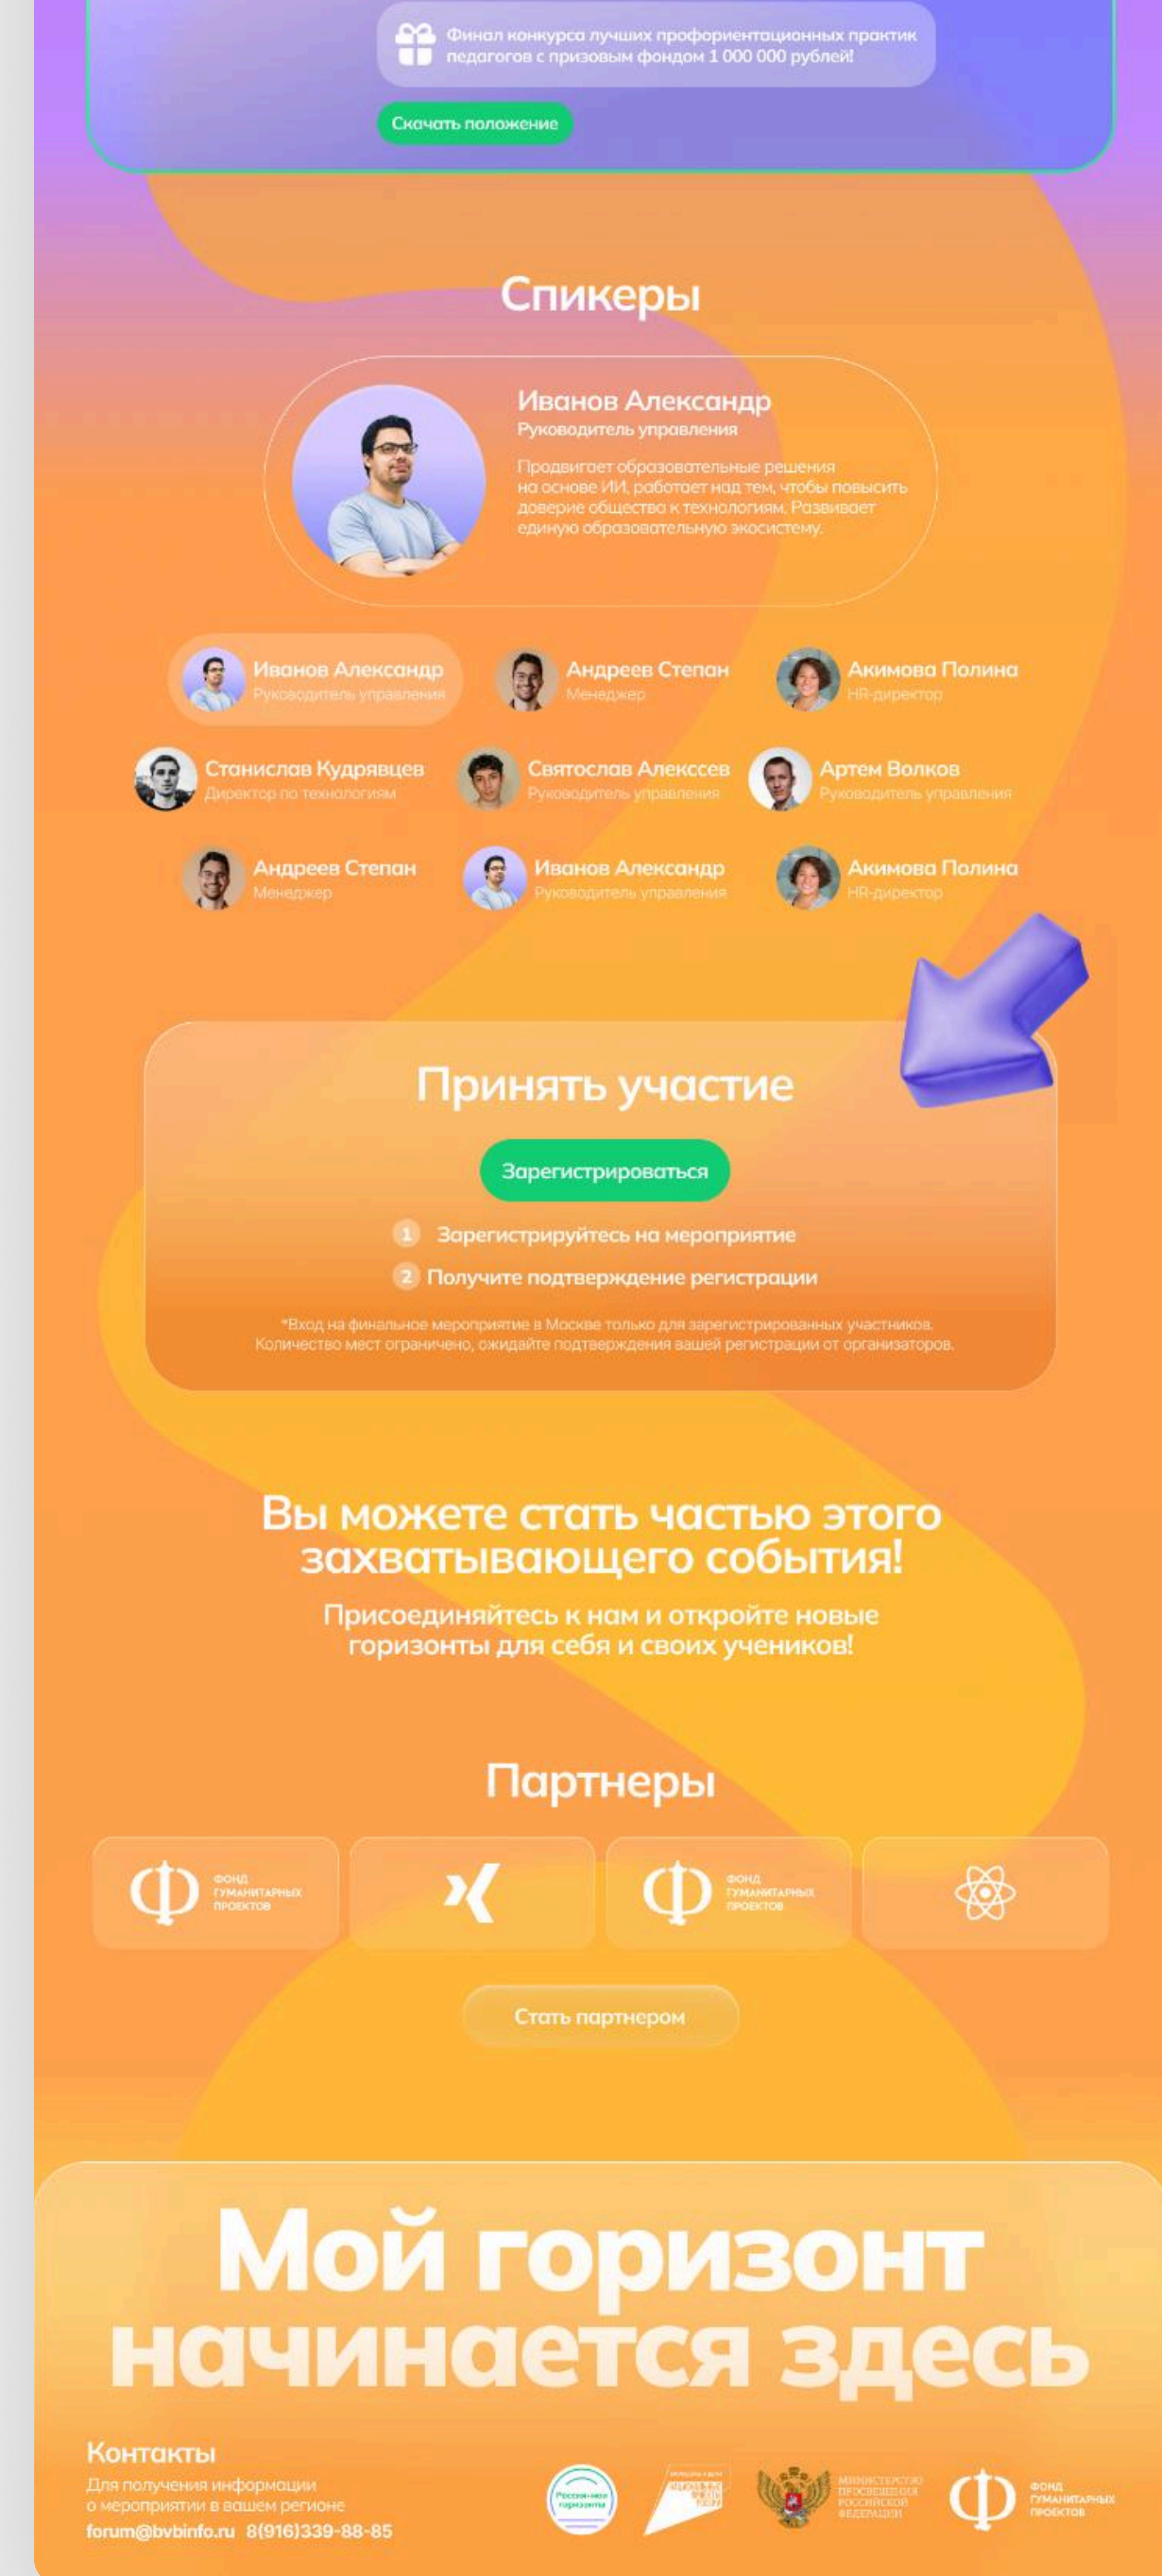 Финал конкурса лучших профориентационных практик
педагогов с призовым фондом 1 000 000 рублей!
Скачать положение
Спикеры
Иванов Александр
Руководитель управления
Продвигает образовательные решения
на основе ИИ, работает над тем, чтобы повысить
доверие общества к технологиям. Развивает
единую образовательную экосистему.
Иванов Александр
Руководитель управления
Андреев Степан
Менеджер
Акимова Полина
HR-директор
Станислав Кудрявцев
Директор по технологиям
Святослав Алекссев
Руководитель управления
Артем Волков
Руководитель управления
Андреев Степан
Менеджер
Иванов Александр
Руководитель управления
Акимова Полина
HR-директор
Принять участие
Зарегистрироваться
1 Зарегистрируйтесь на мероприятие
2 Получите подтверждение регистрации
*Вход на финальное мероприятие в Москве только для зарегистрированных участников.
Количество мест ограничено, ожидайте подтверждения вашей регистрации от организаторов.
Вы можете стать частью этого
захватывающего события!
Присоединяйтесь к нам и откройте новые
горизонты для себя и своих учеников!
Партнеры
ФОНД
ГУМАНИТАРНЫХ
ПРОЕКТОВ
ФОНД
ГУМАНИТАРНЫХ
ПРОЕКТОВ
Стать партнером
Мой горизонт
начинается здесь
Контакты
Для получения информации
о мероприятии в вашем регионе
forum@bvbinfo.ru 8(916)339-88-85
Россия-мои
горизонты
НАЦИОНАЛЬНЫЕ
ПРОЕКТЫ
РОССИИ
МИНИСТЕРСТВО
ПРОСВЕЩЕНИЯ
РОССИЙСКОЙ
ФЕДЕРАЦИИ
ФОНД
ГУМАНИТАРНЫХ
ПРОЕКТОВ